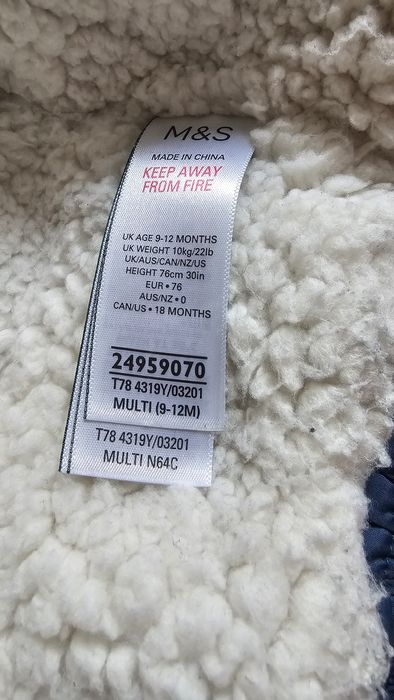 M&S
MADE IN CHINA
KEEP AWAY
FROM FIRE
UK AGE 9-12 MONTHS
UK WEIGHT 10kg/22lb
UK/AUS/CAN/NZ/US
HEIGHT 76cm 30in
EUR • 76
AUS/NZ • 0
CAN/US • 18 MONTHS
24959070
T78 4319Y/03201
MULTI (9-12M)
T78 4319Y/03201
MULTI N64C